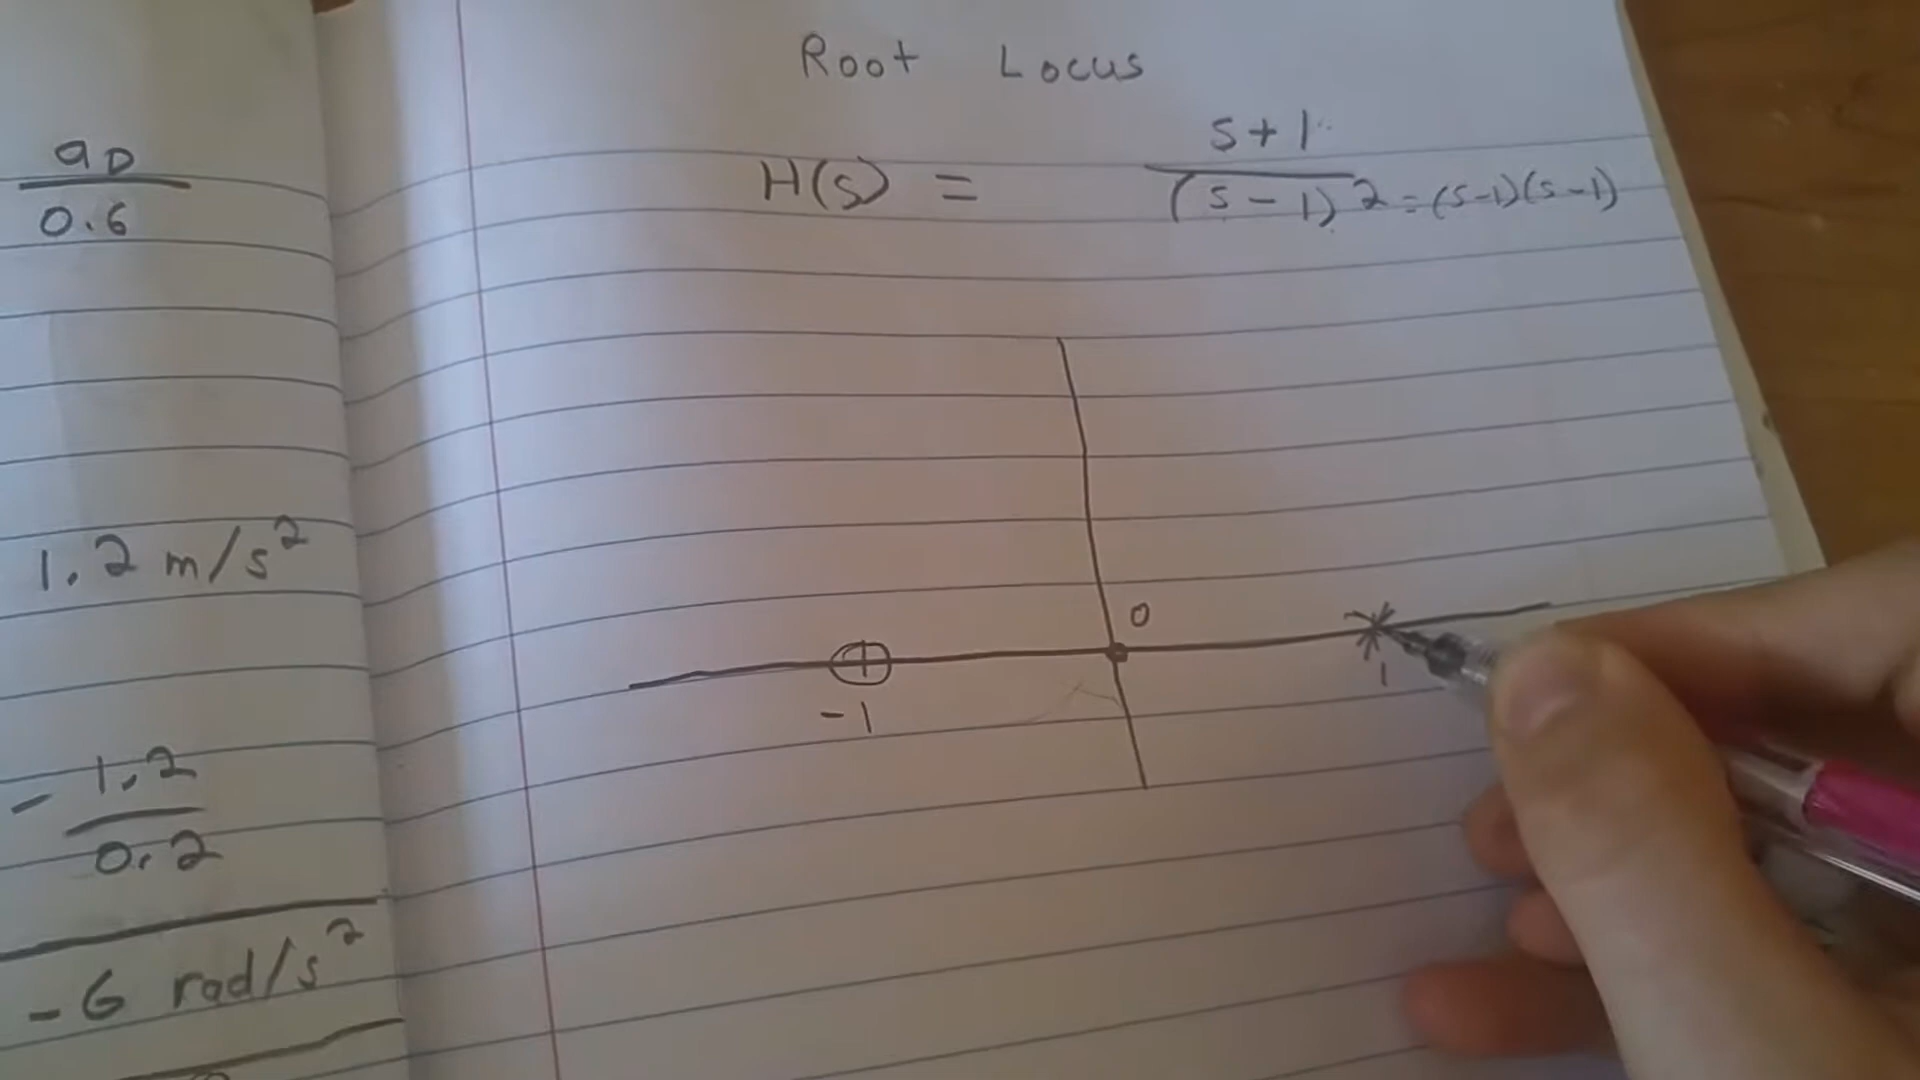 aD
0.6
1.2 m/s²
- 1.2
0.2
-6 rad/s²
Root Locus
s+1
H(s) =
(s-1)2=(s-1)(s-1)
0
-1
1